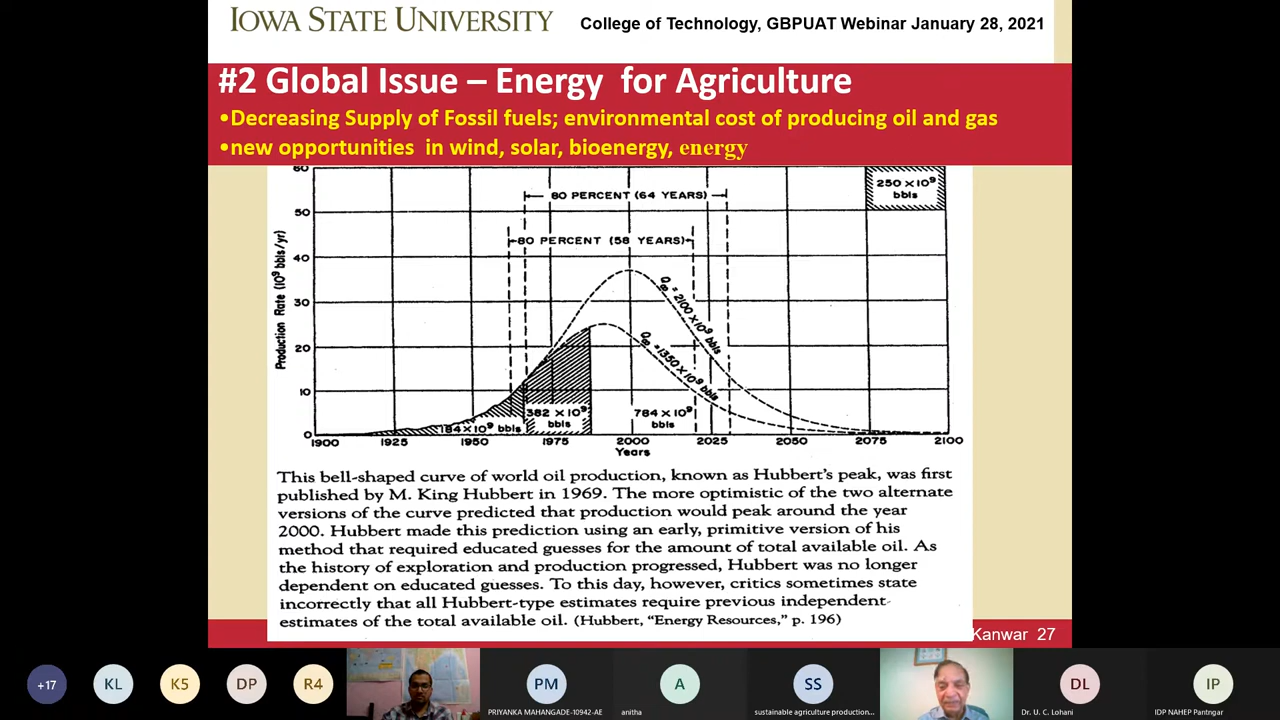 IOWA STATE UNIVERSITY
College of Technology, GBPUAT Webinar January 28, 2021
#2 Global Issue – Energy for Agriculture
•Decreasing Supply of Fossil fuels; environmental cost of producing oil and gas
•new opportunities in wind, solar, bioenergy, energy
60
50
40
30
20
10
0
Production Rate (10⁹ bbls/yr)
250 × 10⁹
bbls
80 PERCENT (64 YEARS)
80 PERCENT (58 YEARS)
Q∞ = 2100 × 10⁹ bbls
Q∞ = 1350 × 10⁹ bbls
184×10⁹ bbls
382 × 10⁹
bbls
784 × 10⁹
bbls
1900 1925 1950 1975 2000 2025 2050 2075 2100
Years
This bell-shaped curve of world oil production, known as Hubbert's peak, was first
published by M. King Hubbert in 1969. The more optimistic of the two alternate
versions of the curve predicted that production would peak around the year
2000. Hubbert made this prediction using an early, primitive version of his
method that required educated guesses for the amount of total available oil. As
the history of exploration and production progressed, Hubbert was no longer
dependent on educated guesses. To this day, however, critics sometimes state
incorrectly that all Hubbert-type estimates require previous independent
estimates of the total available oil. (Hubbert, "Energy Resources," p. 196)
Kanwar 27
+17 KL K5 DP R4 PM A SS DL IP
PRIYANKA MAHANGADE-10942-AE anitha sustainable agriculture production... Dr. U. C. Lohani IDP NAHEP Pantngar